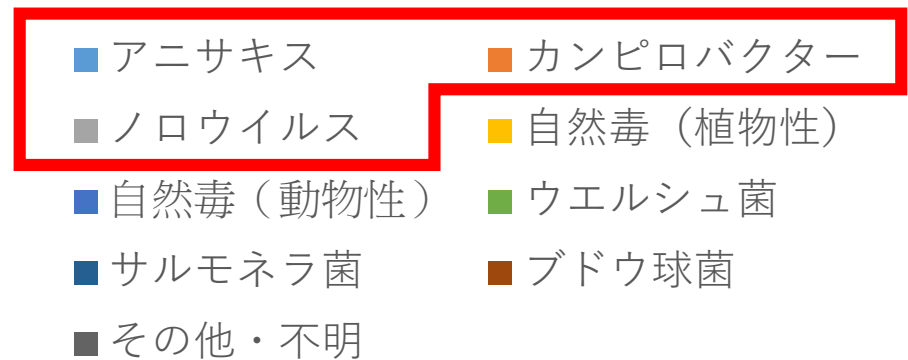 アニサキス カンピロバクター
ノロウイルス 自然毒（植物性）
自然毒（動物性） ウエルシュ菌
サルモネラ菌 ブドウ球菌
その他・不明